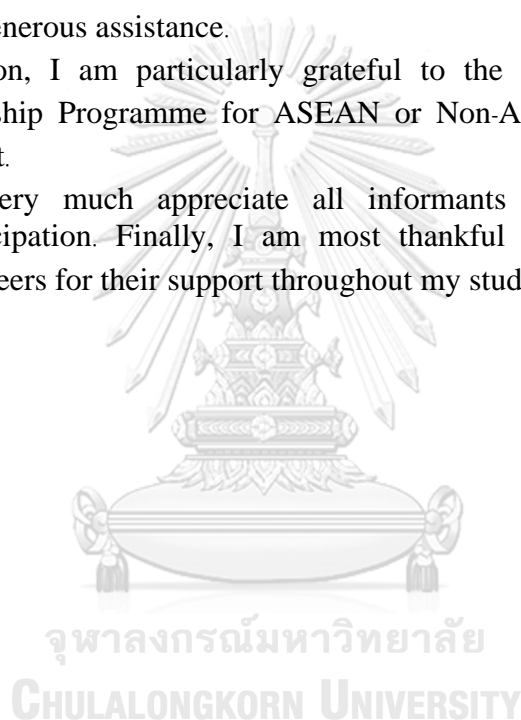 enerous assistance.
on, I am particularly grateful to the
ship Programme for ASEAN or Non-A
t.
ery much appreciate all informants
cipation. Finally, I am most thankful
eers for their support throughout my stud
จุฬาลงกรณ์มหาวิทยาลัย
CHULALONGKORN UNIVERSITY